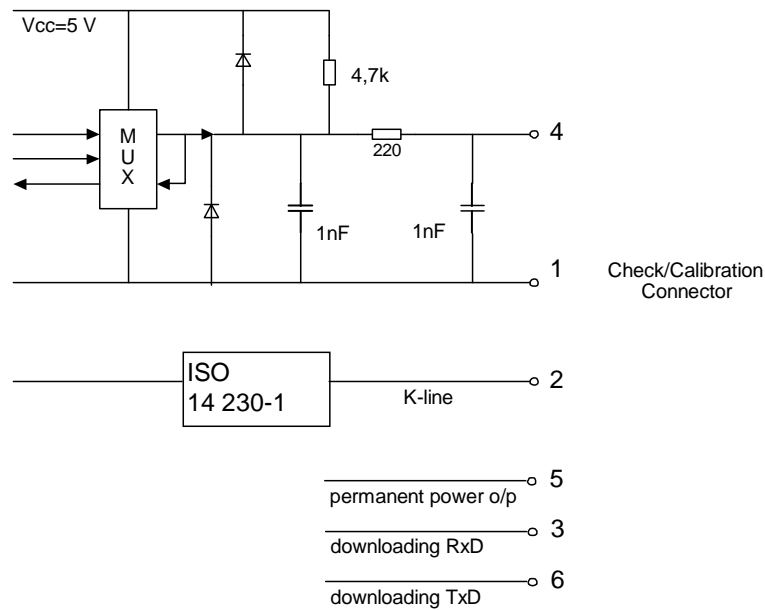 Vcc=5 V
4,7k
M
U
X
4
220
1nF
1nF
1
Check/Calibration
Connector
ISO
14 230-1
K-line
2
permanent power o/p
5
downloading RxD
3
downloading TxD
6